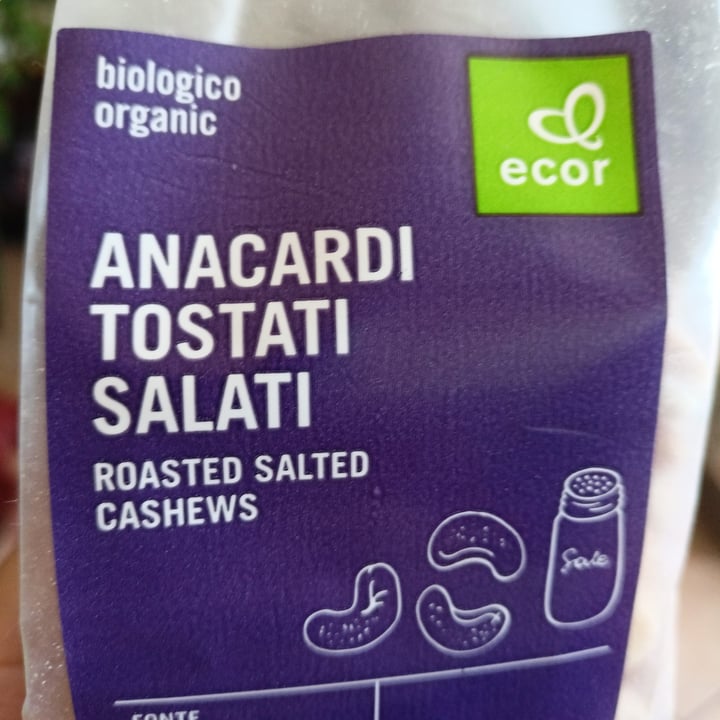 biologico
organic
ecor
ANACARDI
TOSTATI
SALATI
ROASTED SALTED
CASHEWS
Sale
FONTE